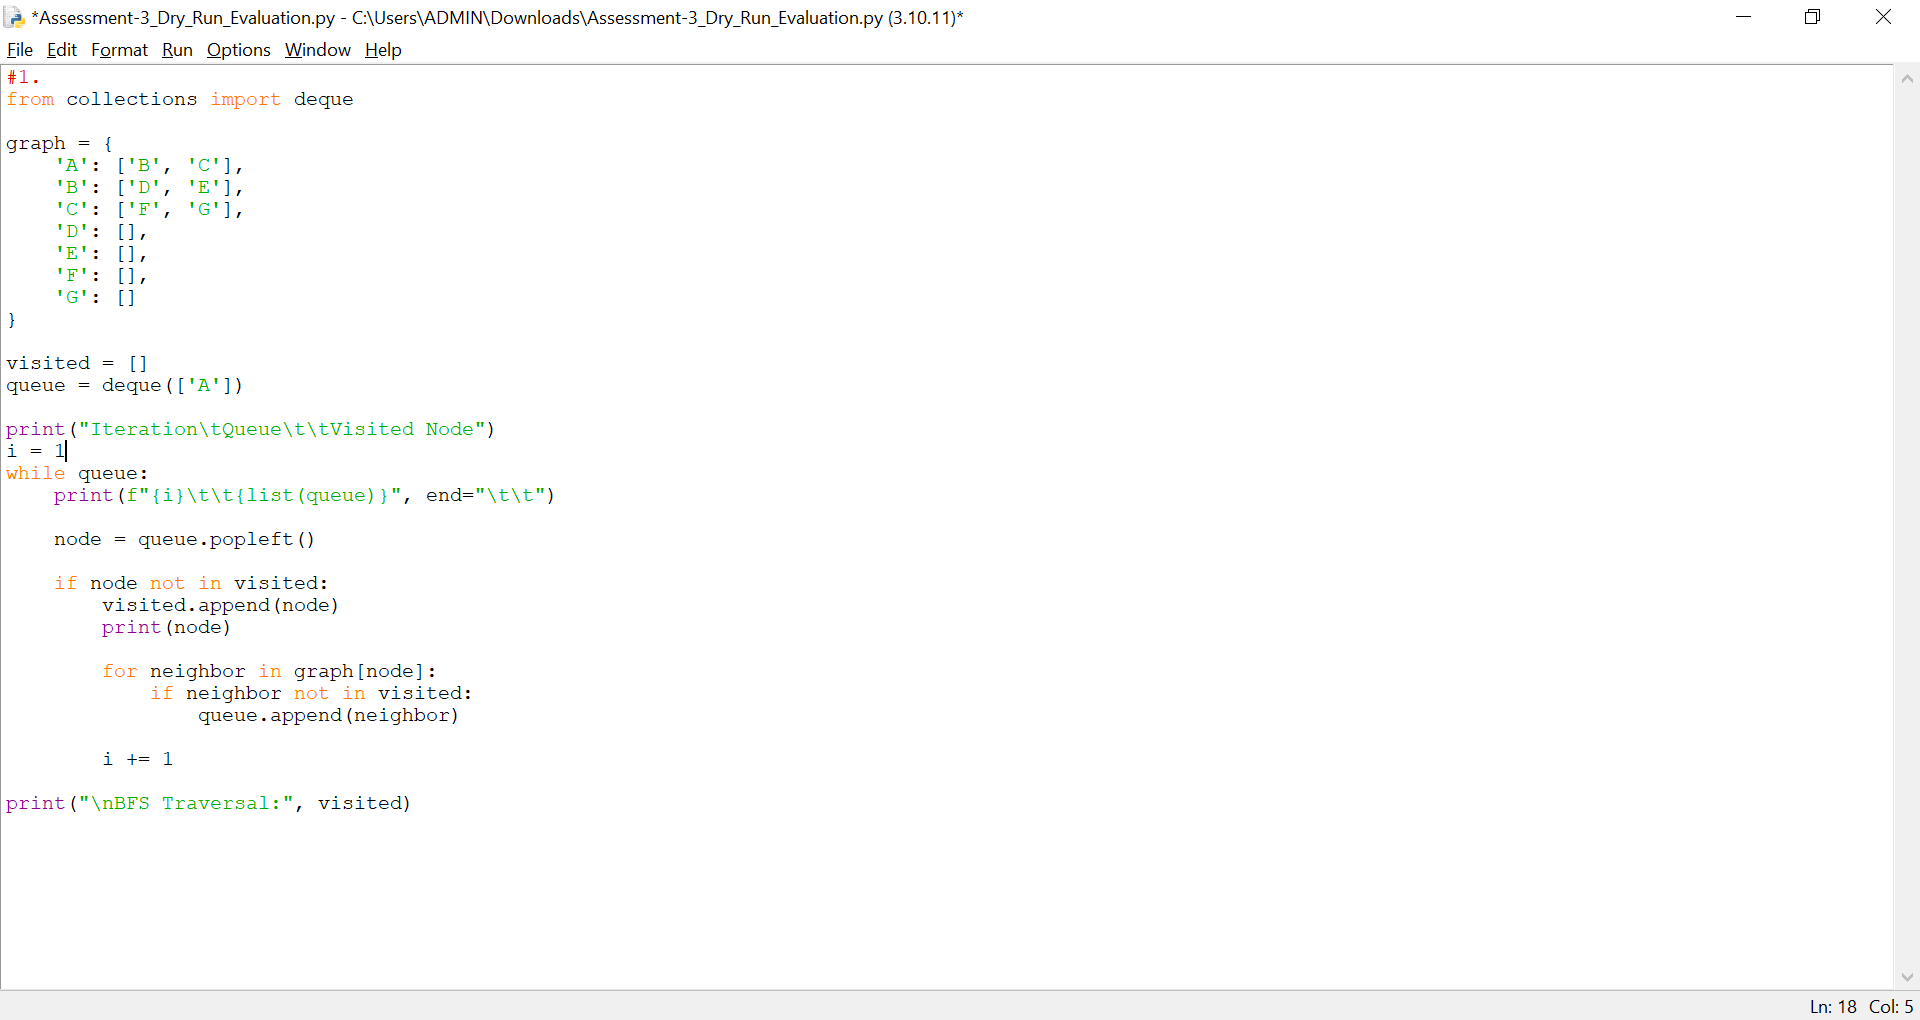 *Assessment-3_Dry_Run_Evaluation.py - C:\Users\ADMIN\Downloads\Assessment-3_Dry_Run_Evaluation.py (3.10.11)*
File Edit Format Run Options Window Help
#1.
from collections import deque

graph = {
    'A': ['B', 'C'],
    'B': ['D', 'E'],
    'C': ['F', 'G'],
    'D': [],
    'E': [],
    'F': [],
    'G': []
}

visited = []
queue = deque(['A'])

print("Iteration\tQueue\t\tVisited Node")
i = 1
while queue:
    print(f"{i}\t\t{list(queue)}", end="\t\t")

    node = queue.popleft()

    if node not in visited:
        visited.append(node)
        print(node)

        for neighbor in graph[node]:
            if neighbor not in visited:
                queue.append(neighbor)

        i += 1

print("\nBFS Traversal:", visited)
Ln: 18 Col: 5